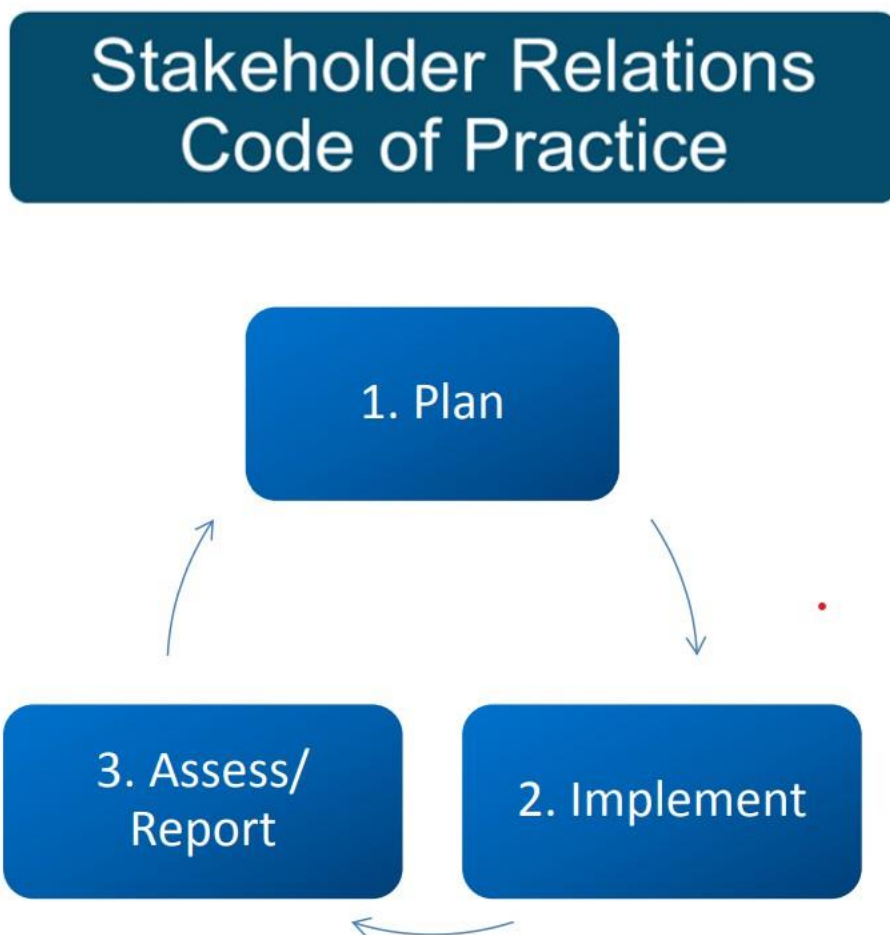 Stakeholder Relations
Code of Practice
1. Plan
3. Assess/
Report
2. Implement